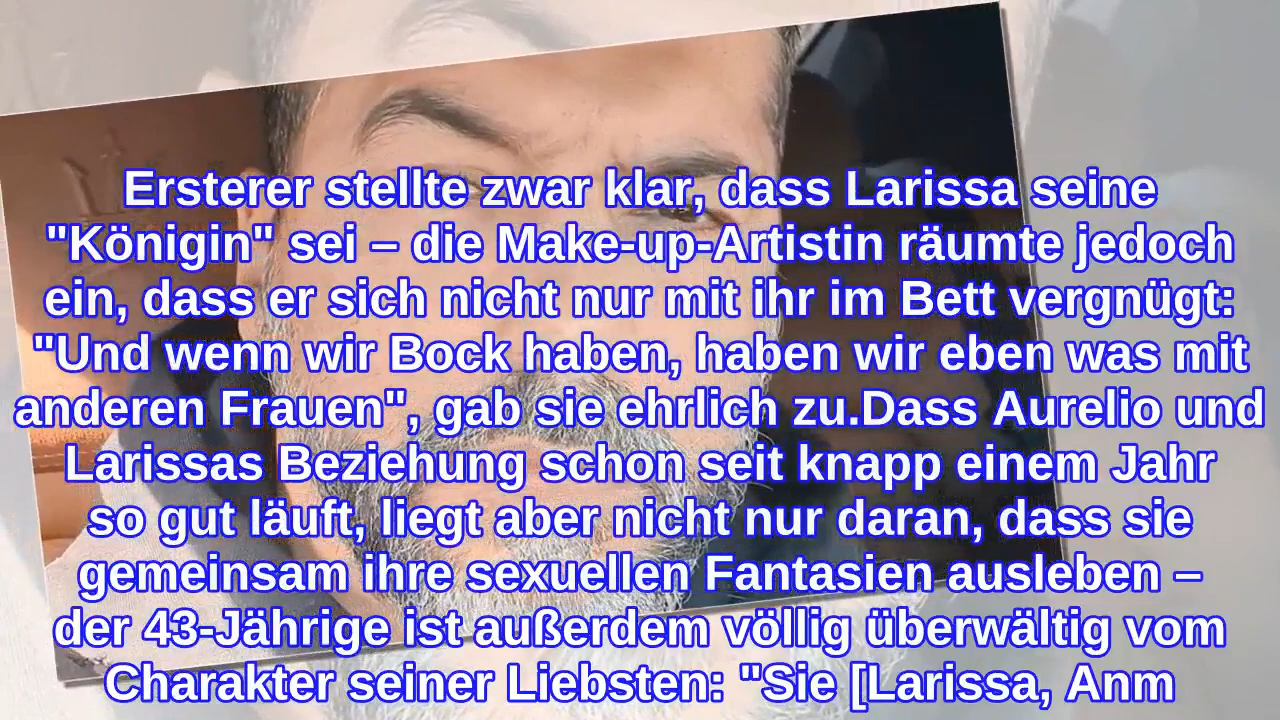 Ersterer stellte zwar klar, dass Larissa seine
"Königin" sei – die Make-up-Artistin räumte jedoch
ein, dass er sich nicht nur mit ihr im Bett vergnügt:
"Und wenn wir Bock haben, haben wir eben was mit
anderen Frauen", gab sie ehrlich zu.Dass Aurelio und
Larissas Beziehung schon seit knapp einem Jahr
so gut läuft, liegt aber nicht nur daran, dass sie
gemeinsam ihre sexuellen Fantasien ausleben –
der 43-Jährige ist außerdem völlig überwältig vom
Charakter seiner Liebsten: "Sie [Larissa, Anm